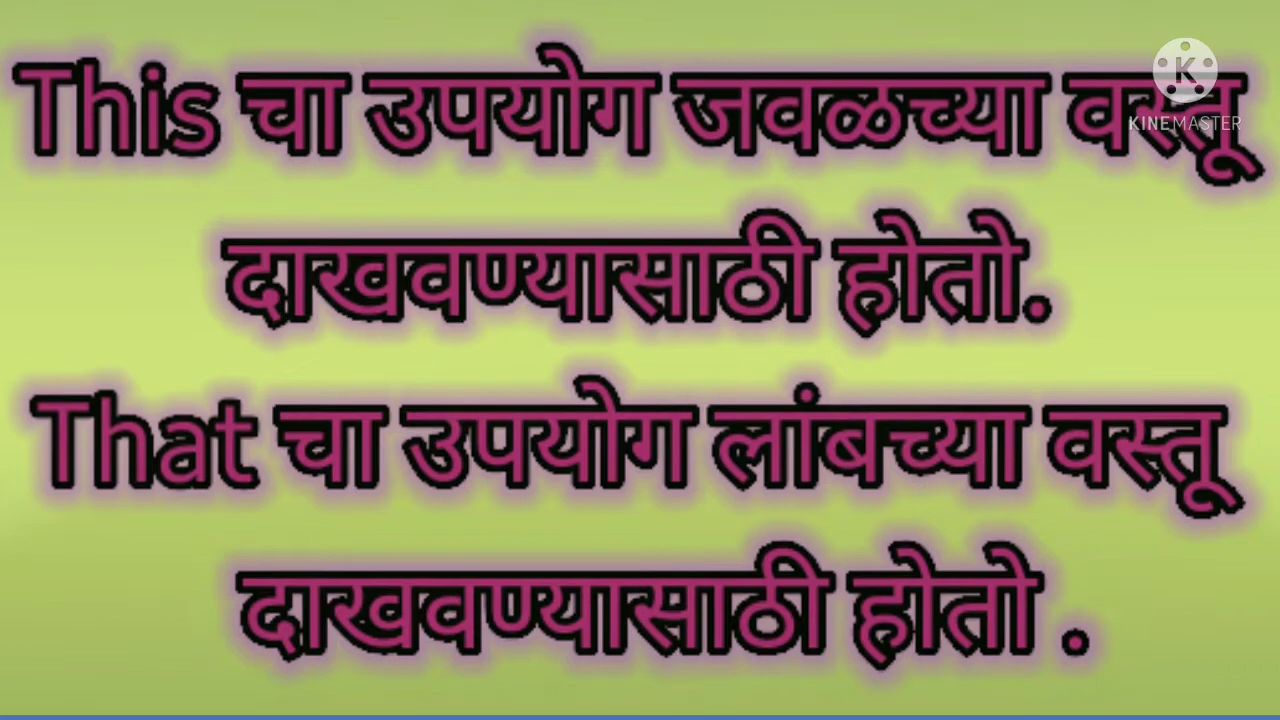 This चा उपयोग जवळच्या वस्तू
दाखवण्यासाठी होतो.
That चा उपयोग लांबच्या वस्तू
दाखवण्यासाठी होतो .
K
KINEMASTER